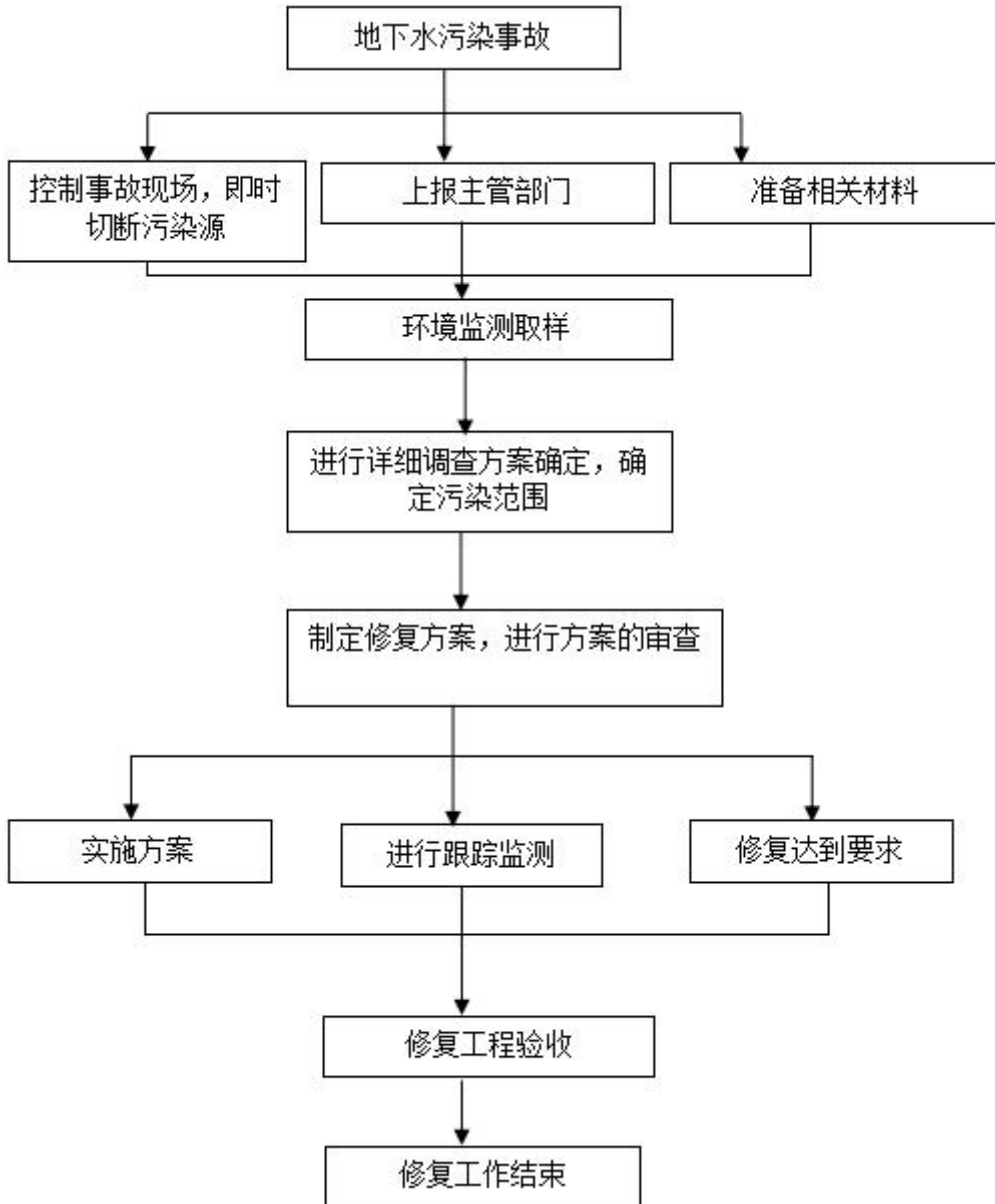 地下水污染事故
控制事故现场，即时
切断污染源
上报主管部门
准备相关材料
环境监测取样
进行详细调查方案确定，确
定污染范围
制定修复方案，进行方案的审查
实施方案
进行跟踪监测
修复达到要求
修复工程验收
修复工作结束